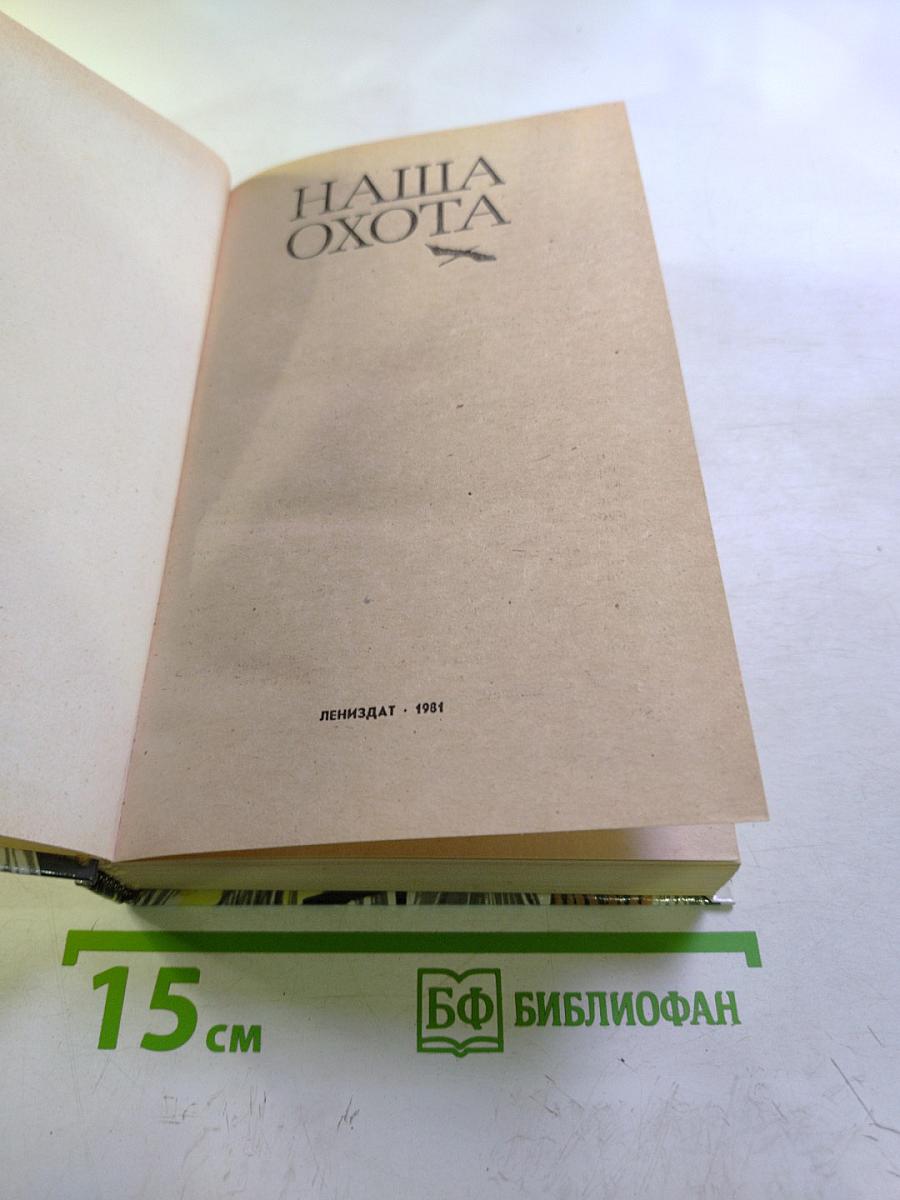 НАША
ОХОТА
ЛЕНИЗДАТ · 1981
15 см
БФ БИБЛИОФАН